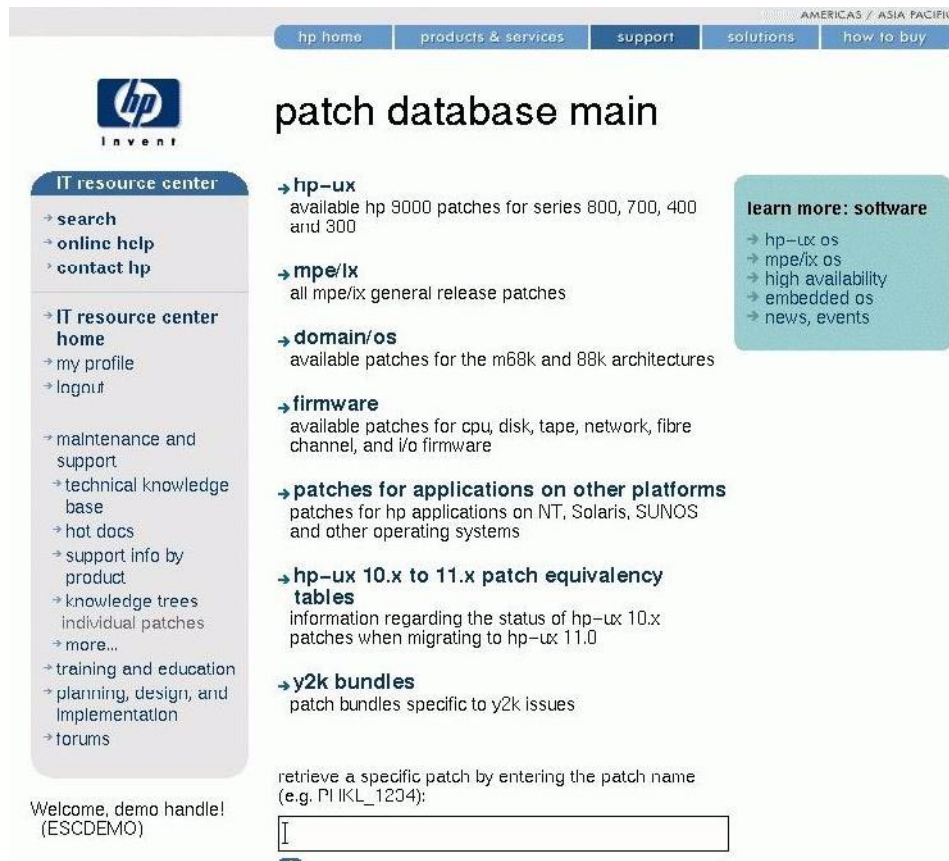 AMERICAS / ASIA PACIFIC
hp home
products & services
support
solutions
how to buy
hp
invent
patch database main
IT resource center
search
online help
contact hp
IT resource center
home
my profile
logout
maintenance and
support
technical knowledge
base
hot docs
support info by
product
knowledge trees
individual patches
more...
training and education
planning, design, and
implementation
forums
Welcome, demo handle!
(ESCDEMO)
hp-ux
available hp 9000 patches for series 800, 700, 400
and 300
mpe/ix
all mpe/ix general release patches
domain/os
available patches for the m68k and 88k architectures
firmware
available patches for cpu, disk, tape, network, fibre
channel, and i/o firmware
patches for applications on other platforms
patches for hp applications on NT, Solaris, SUNOS
and other operating systems
hp-ux 10.x to 11.x patch equivalency
tables
information regarding the status of hp-ux 10.x
patches when migrating to hp-ux 11.0
y2k bundles
patch bundles specific to y2k issues
retrieve a specific patch by entering the patch name
(e.g. PHKL_1234):
learn more: software
hp-ux os
mpe/ix os
high availability
embedded os
news, events